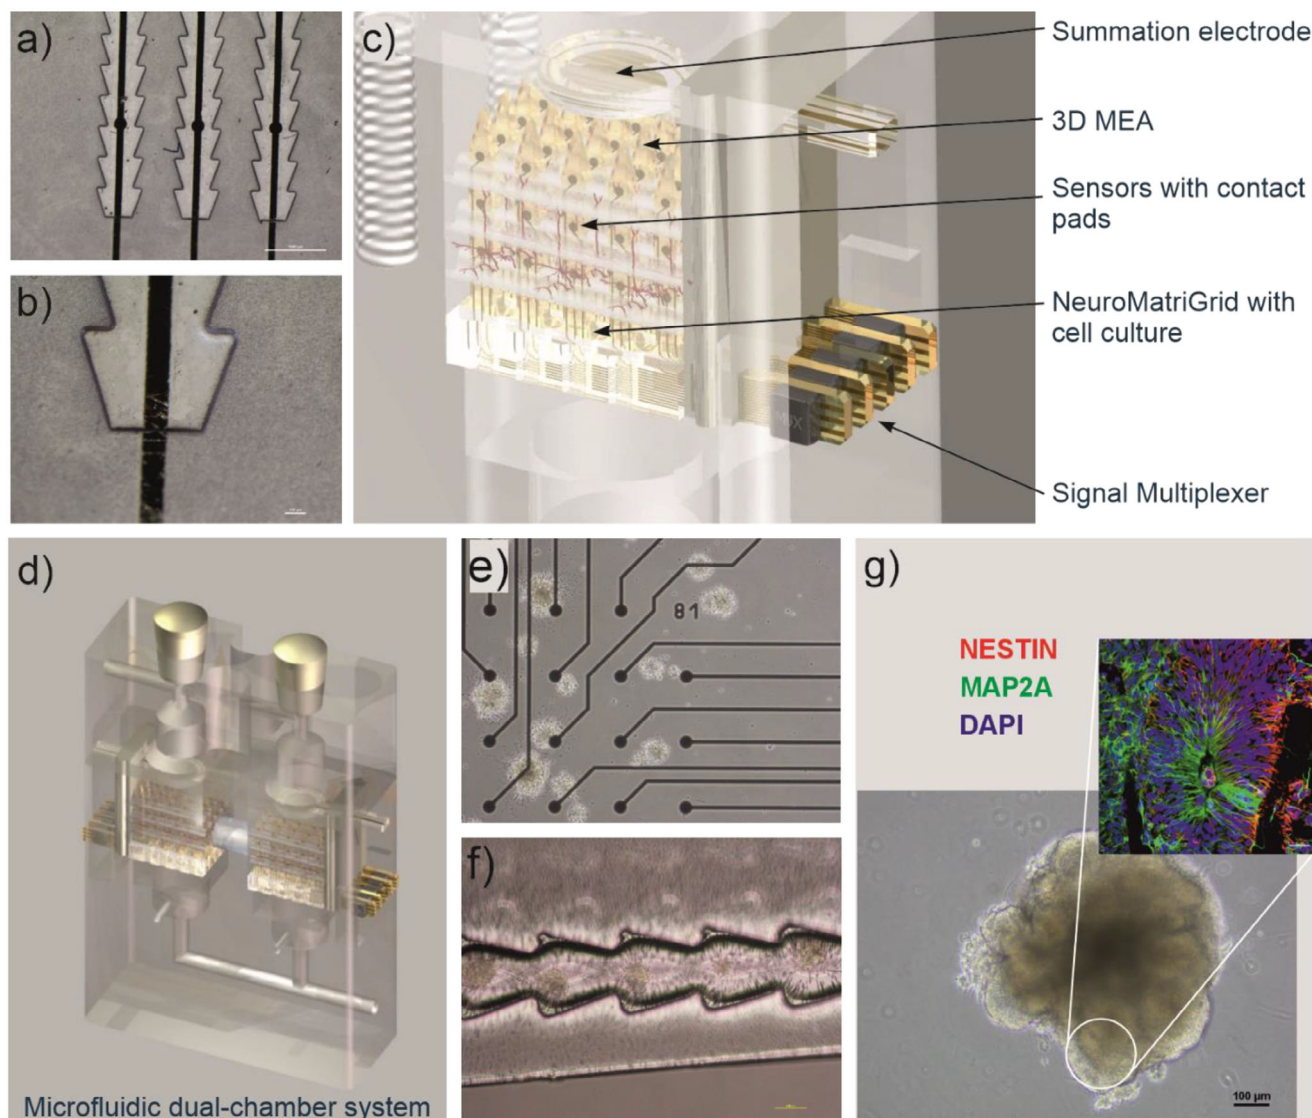 a)
b)
c)
Summation electrode
3D MEA
Sensors with contact
pads
NeuroMatriGrid with
cell culture
Signal Multiplexer
MUX
d)
Microfluidic dual-chamber system
e)
81
f)
g)
NESTIN
MAP2A
DAPI
100 µm